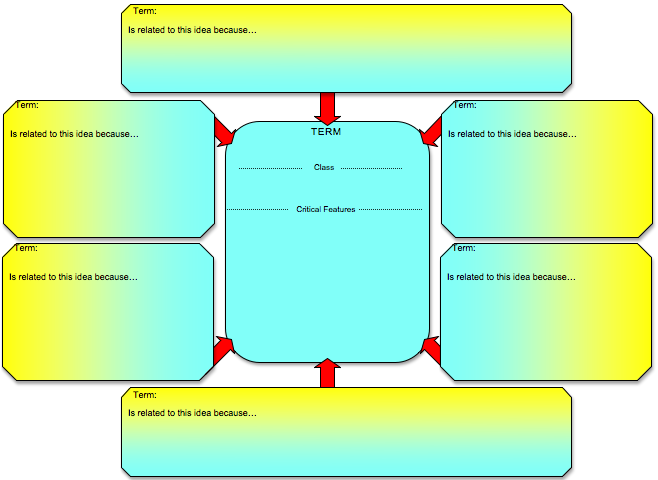 Term:
Is related to this idea because…
Term:
Is related to this idea because…
TERM
Class
Critical Features
Term:
Is related to this idea because…
Term:
Is related to this idea because…
Term:
Is related to this idea because…
Term:
Is related to this idea because…